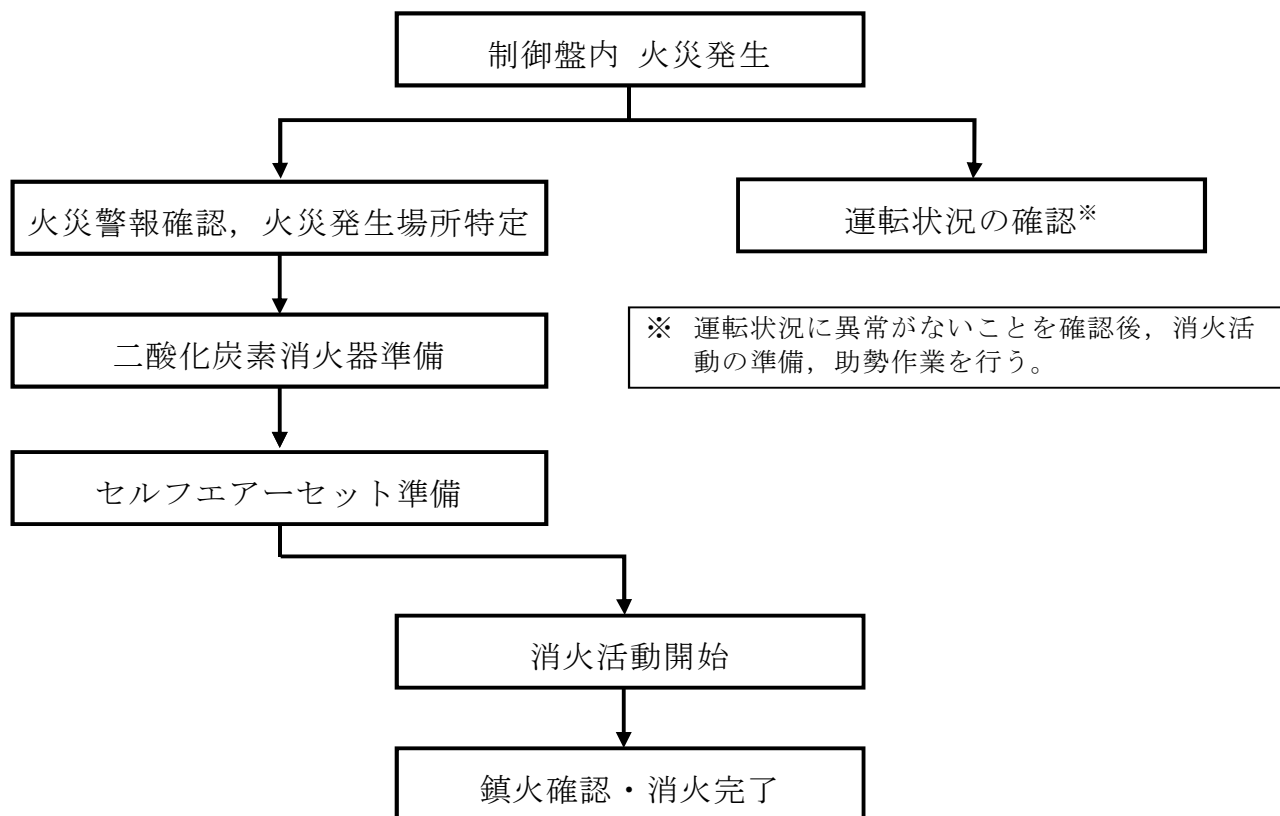 制御盤内 火災発生
火災警報確認，火災発生場所特定
運転状況の確認※
二酸化炭素消火器準備
※ 運転状況に異常がないことを確認後，消火活
動の準備，助勢作業を行う。
セルフエアーセット準備
消火活動開始
鎮火確認・消火完了